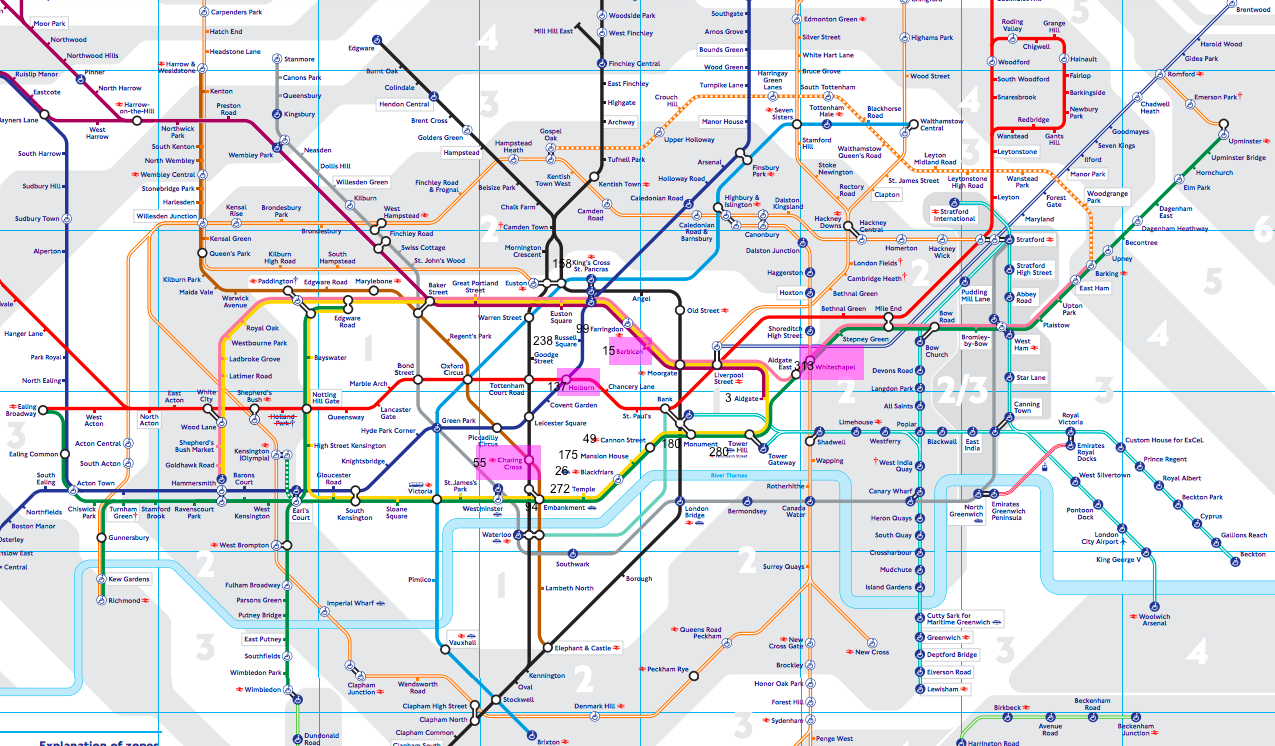 Moor Park
Northwood
Northwood Hills
Ruislip Manor
Pinner
Eastcote
North Harrow
Harrow-
on-the-Hill
Rayners Lane
West
Harrow
Northwick
Park
Preston
Road
South Kenton
North Wembley
Wembley Central
Stonebridge Park
Harlesden
Willesden Junction
Kensal Green
Queen's Park
Kilburn Park
Maida Vale
Warwick
Avenue
Carpenders Park
Hatch End
Headstone Lane
Harrow &
Wealdstone
Kenton
Stanmore
Canons Park
Queensbury
Kingsbury
Wembley Park
Neasden
Dollis Hill
Willesden Green
Kilburn
West
Hampstead
Finchley Road
Swiss Cottage
St. John's Wood
Edgware
Burnt Oak
Colindale
Hendon Central
Brent Cross
Golders Green
Hampstead
Belsize Park
Chalk Farm
Camden Town
Mornington
Crescent
Finchley Road
& Frognal
Hampstead
Heath
Gospel
Oak
Kentish
Town West
Kentish Town
Tufnell Park
Archway
Highgate
East Finchley
Finchley Central
West Finchley
Woodside Park
Mill Hill East
Camden
Road
Caledonian Road
Holloway Road
Arsenal
Finsbury
Park
Manor House
Turnpike Lane
Wood Green
Bounds Green
Arnos Grove
Southgate
Crouch
Hill
Upper Holloway
Harringay
Green Lanes
South Tottenham
Seven
Sisters
Tottenham
Hale
Blackhorse
Road
Walthamstow
Central
Walthamstow
Queen's Road
Leyton
Midland Road
Leytonstone
High Road
Wanstead
Park
Woodgrange
Park
Edmonton Green
Silver Street
White Hart Lane
Bruce Grove
Stamford
Hill
Stoke
Newington
Rectory
Road
Clapton
St. James Street
Chingford
Highams Park
Wood Street
Roding
Valley
Chigwell
Grange
Hill
Hainault
Fairlop
Barkingside
Newbury
Park
Gants
Hill
Redbridge
Wanstead
Woodford
South Woodford
Snaresbrook
Leytonstone
Leyton
Brentwood
Harold Wood
Gidea Park
Romford
Emerson Park
Chadwell
Heath
Goodmayes
Seven Kings
Ilford
Manor Park
Forest
Gate
Maryland
Upminster
Upminster Bridge
Hornchurch
Elm Park
Dagenham
East
Dagenham Heathway
Becontree
Upney
Barking
East Ham
Upton
Park
Plaistow
West
Ham
Bromley-
by-Bow
Bow
Road
Mile End
Stepney Green
Whitechapel
South Harrow
Sudbury Hill
Sudbury Town
Alperton
Hanger Lane
Park Royal
North Ealing
Ealing
Broadway
Ealing Common
West
Acton
North
Acton
East
Acton
White
City
Shepherd's
Bush
Holland
Park
Notting
Hill Gate
Queensway
Lancaster
Gate
Marble Arch
Bond
Street
Oxford
Circus
Tottenham
Court Road
Holborn
Chancery Lane
St. Paul's
Bank
Kensal
Rise
Brondesbury
Park
Brondesbury
Kilburn
High Road
South
Hampstead
Paddington
Edgware Road
Marylebone
Baker
Street
Great Portland
Street
Euston
Euston
Square
King's Cross
St. Pancras
158
Caledonian
Road &
Barnsbury
Highbury &
Islington
Canonbury
Dalston
Kingsland
Dalston Junction
Haggerston
Hoxton
Shoreditch
High Street
Hackney
Downs
Hackney
Central
Homerton
Hackney
Wick
London Fields
Cambridge Heath
Bethnal Green
Bethnal Green
Stratford
International
Stratford
Stratford
High Street
Pudding
Mill Lane
Abbey
Road
Star Lane
Canning
Town
Bow
Church
Devons Road
Langdon Park
All Saints
Poplar
Royal Oak
Westbourne Park
Ladbroke Grove
Latimer Road
Wood Lane
Shepherd's
Bush Market
Goldhawk Road
Hammersmith
Edgware
Road
Bayswater
Regent's Park
Warren Street
Goodge
Street
238
Russell
Square
99
Farringdon
15
Barbican
Moorgate
Liverpool
Street
Aldgate
East
313
3
Aldgate
Angel
Old Street
137
Covent Garden
Leicester Square
Piccadilly
Circus
Green Park
Hyde Park Corner
Knightsbridge
High Street Kensington
Gloucester
Road
South
Kensington
Sloane
Square
Victoria
St. James's
Park
Westminster
55
Charing
Cross
94
Embankment
272
Temple
26
Blackfriars
175
Mansion House
49
Cannon Street
180
Monument
280
Tower
Hill
Tower
Gateway
Shadwell
Limehouse
Westferry
Blackwall
East
India
Royal
Victoria
Emirates
Royal
Docks
Custom House for ExCeL
Prince Regent
Royal Albert
Beckton Park
Cyprus
Gallions Reach
Beckton
West Silvertown
Pontoon
Dock
London
City Airport
King George V
Woolwich
Arsenal
North
Greenwich
Emirates
Greenwich
Peninsula
West India
Quay
Canary Wharf
Heron Quays
South Quay
Crossharbour
Mudchute
Island Gardens
Cutty Sark for
Maritime Greenwich
Greenwich
Deptford Bridge
Elverson Road
Lewisham
River Thames
Wapping
Rotherhithe
Canada
Water
Surrey Quays
Bermondsey
London
Bridge
Southwark
Waterloo
Borough
Lambeth North
Elephant & Castle
Kennington
Oval
Stockwell
Pimlico
Vauxhall
Brixton
Clapham High Street
Clapham North
Clapham Common
Clapham South
Wandsworth
Road
Clapham
Junction
Imperial Wharf
Denmark Hill
Peckham Rye
Queens Road
Peckham
New
Cross Gate
New Cross
Brockley
Honor Oak Park
Forest Hill
Sydenham
Penge West
Acton Central
South Acton
South
Ealing
Acton Town
Northfields
Boston Manor
Osterley
Hounslow East
Hounslow Central
Chiswick
Park
Turnham
Green
Stamford
Brook
Ravenscourt
Park
West
Kensington
Barons
Court
Kensington
(Olympia)
Earl's
Court
Gunnersbury
Kew Gardens
Richmond
West Brompton
Fulham Broadway
Parsons Green
Putney Bridge
East Putney
Southfields
Wimbledon Park
Wimbledon
Dundonald
Road
Birkbeck
Avenue
Road
Beckenham
Road
Beckenham
Junction
Harrington Road
1
1
1
2
2
2
2
2
2
2/3
3
3
3
3
3
3
3
4
4
4
4
5
5
6
Explanation of zones